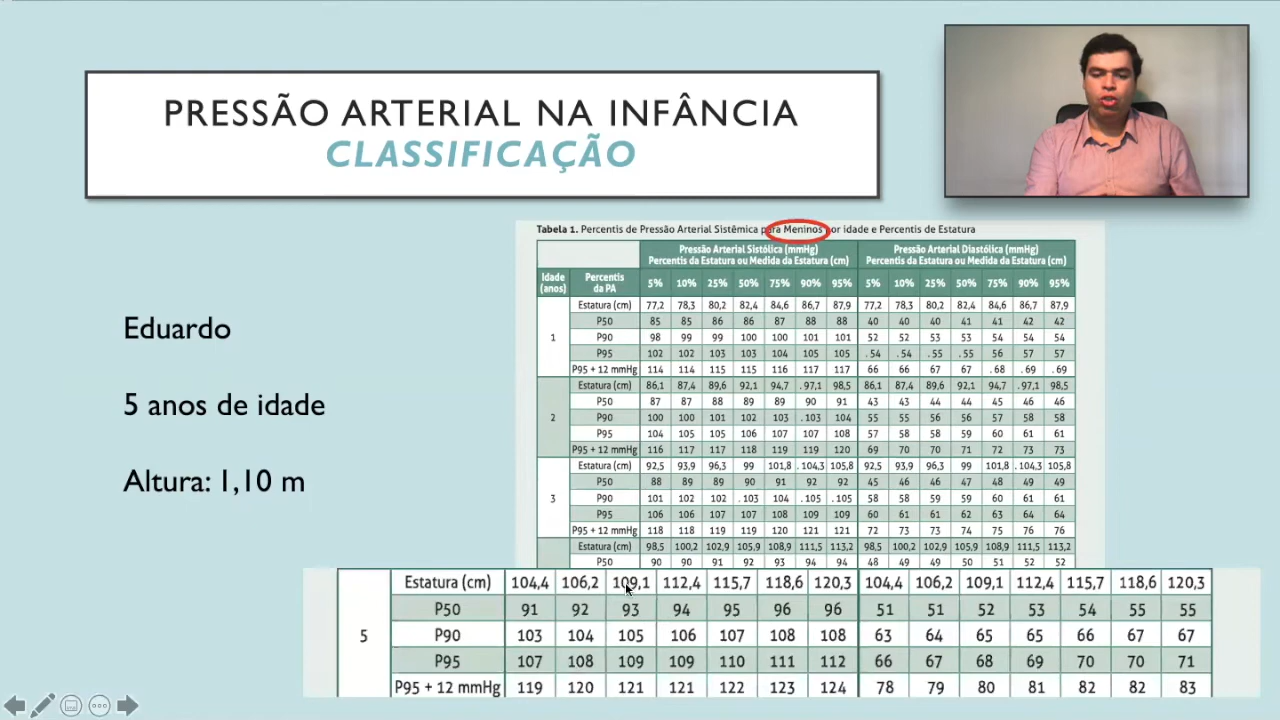 PRESSÃO ARTERIAL NA INFÂNCIA
CLASSIFICAÇÃO
Eduardo
5 anos de idade
Altura: 1,10 m
Tabela 1. Percentis de Pressão Arterial Sistêmica para Meninos por idade e Percentis de Estatura
Pressão Arterial Sistólica (mmHg) Pressão Arterial Diastólica (mmHg)
Percentis da Estatura ou Medida da Estatura (cm) Percentis da Estatura ou Medida da Estatura (cm)
Idade (anos) Percentis da PA 5% 10% 25% 50% 75% 90% 95% 5% 10% 25% 50% 75% 90% 95%
Estatura (cm) 77,2 78,3 80,2 82,4 84,6 86,7 87,9 77,2 78,3 80,2 82,4 84,6 86,7 87,9
P50 85 85 86 86 87 88 88 40 40 40 41 41 42 42
1 P90 98 99 99 100 100 101 101 52 52 53 53 54 54 54
P95 102 102 103 103 104 105 105 .54 .54 .55 .55 56 57 57
P95 + 12 mmHg 114 114 115 115 116 117 117 66 66 67 67 .68 .69 .69
Estatura (cm) 86,1 87,4 89,6 92,1 94,7 .97,1 98,5 86,1 87,4 89,6 92,1 94,7 .97,1 98,5
P50 87 87 88 89 89 90 91 43 43 44 44 45 46 46
2 P90 100 100 101 102 103 .103 104 55 55 56 56 57 58 58
P95 104 105 105 106 107 107 108 57 58 58 59 60 61 61
P95 + 12 mmHg 116 117 117 118 119 119 120 69 70 70 71 72 73 73
Estatura (cm) 92,5 93,9 96,3 99 101,8 .104,3 105,8 92,5 93,9 96,3 99 101,8 .104,3 105,8
P50 88 89 89 90 91 92 92 45 46 46 47 48 49 49
3 P90 101 102 102 .103 104 .105 .105 58 58 59 59 60 61 61
P95 106 106 107 107 108 109 109 60 61 61 62 63 64 64
P95 + 12 mmHg 118 118 119 119 120 121 121 72 73 73 74 75 76 76
Estatura (cm) 98,5 100,2 102,9 105,9 108,9 111,5 113,2 98,5 100,2 102,9 105,9 108,9 111,5 113,2
P50 90 90 91 92 93 94 94 48 49 49 50 51 52 52
Estatura (cm) 104,4 106,2 109,1 112,4 115,7 118,6 120,3 104,4 106,2 109,1 112,4 115,7 118,6 120,3
P50 91 92 93 94 95 96 96 51 51 52 53 54 55 55
5 P90 103 104 105 106 107 108 108 63 64 65 65 66 67 67
P95 107 108 109 109 110 111 112 66 67 68 69 70 70 71
P95 + 12 mmHg 119 120 121 121 122 123 124 78 79 80 81 82 82 83